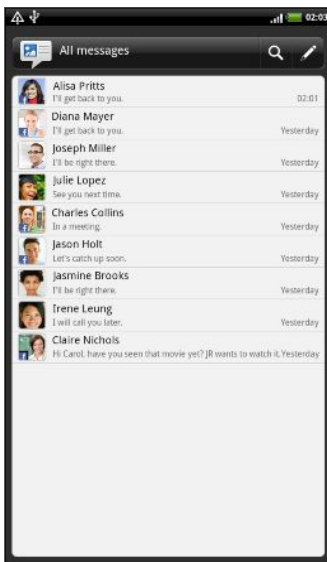 02:03
All messages
Alisa Pritts
I'll get back to you. 02:01
Diana Mayer
I'll get back to you. Yesterday
Joseph Miller
I'll be right there. Yesterday
Julie Lopez
See you next time. Yesterday
Charles Collins
In a meeting. Yesterday
Jason Holt
Let's catch up soon. Yesterday
Jasmine Brooks
I'll be right there. Yesterday
Irene Leung
I will call you later. Yesterday
Claire Nichols
Hi Carol, have you seen that movie yet? JR wants to watch it. Yesterday